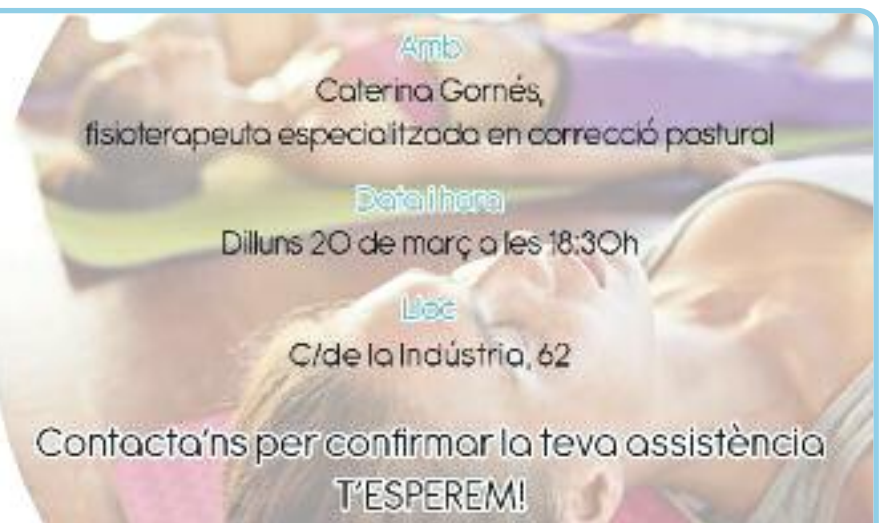 Amb
Caterina Gornés,
fisioterapeuta especialitzada en correcció postural
Data i hora
Dilluns 20 de març a les 18:30h
Lloc
C/de la Indústria, 62
Contacta'ns per confirmar la teva assistència
T'ESPEREM!